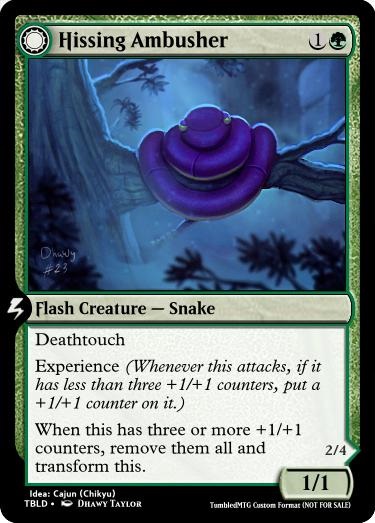 Hissing Ambusher 1
Dhawy
#23
Flash Creature — Snake
Deathtouch
Experience (Whenever this attacks, if it
has less than three +1/+1 counters, put a
+1/+1 counter on it.)
When this has three or more +1/+1
counters, remove them all and
transform this.
2/4
1/1
Idea: Cajun (Chikyu)
TBLD • Dhawy Taylor
TumbledMTG Custom Format (NOT FOR SALE)